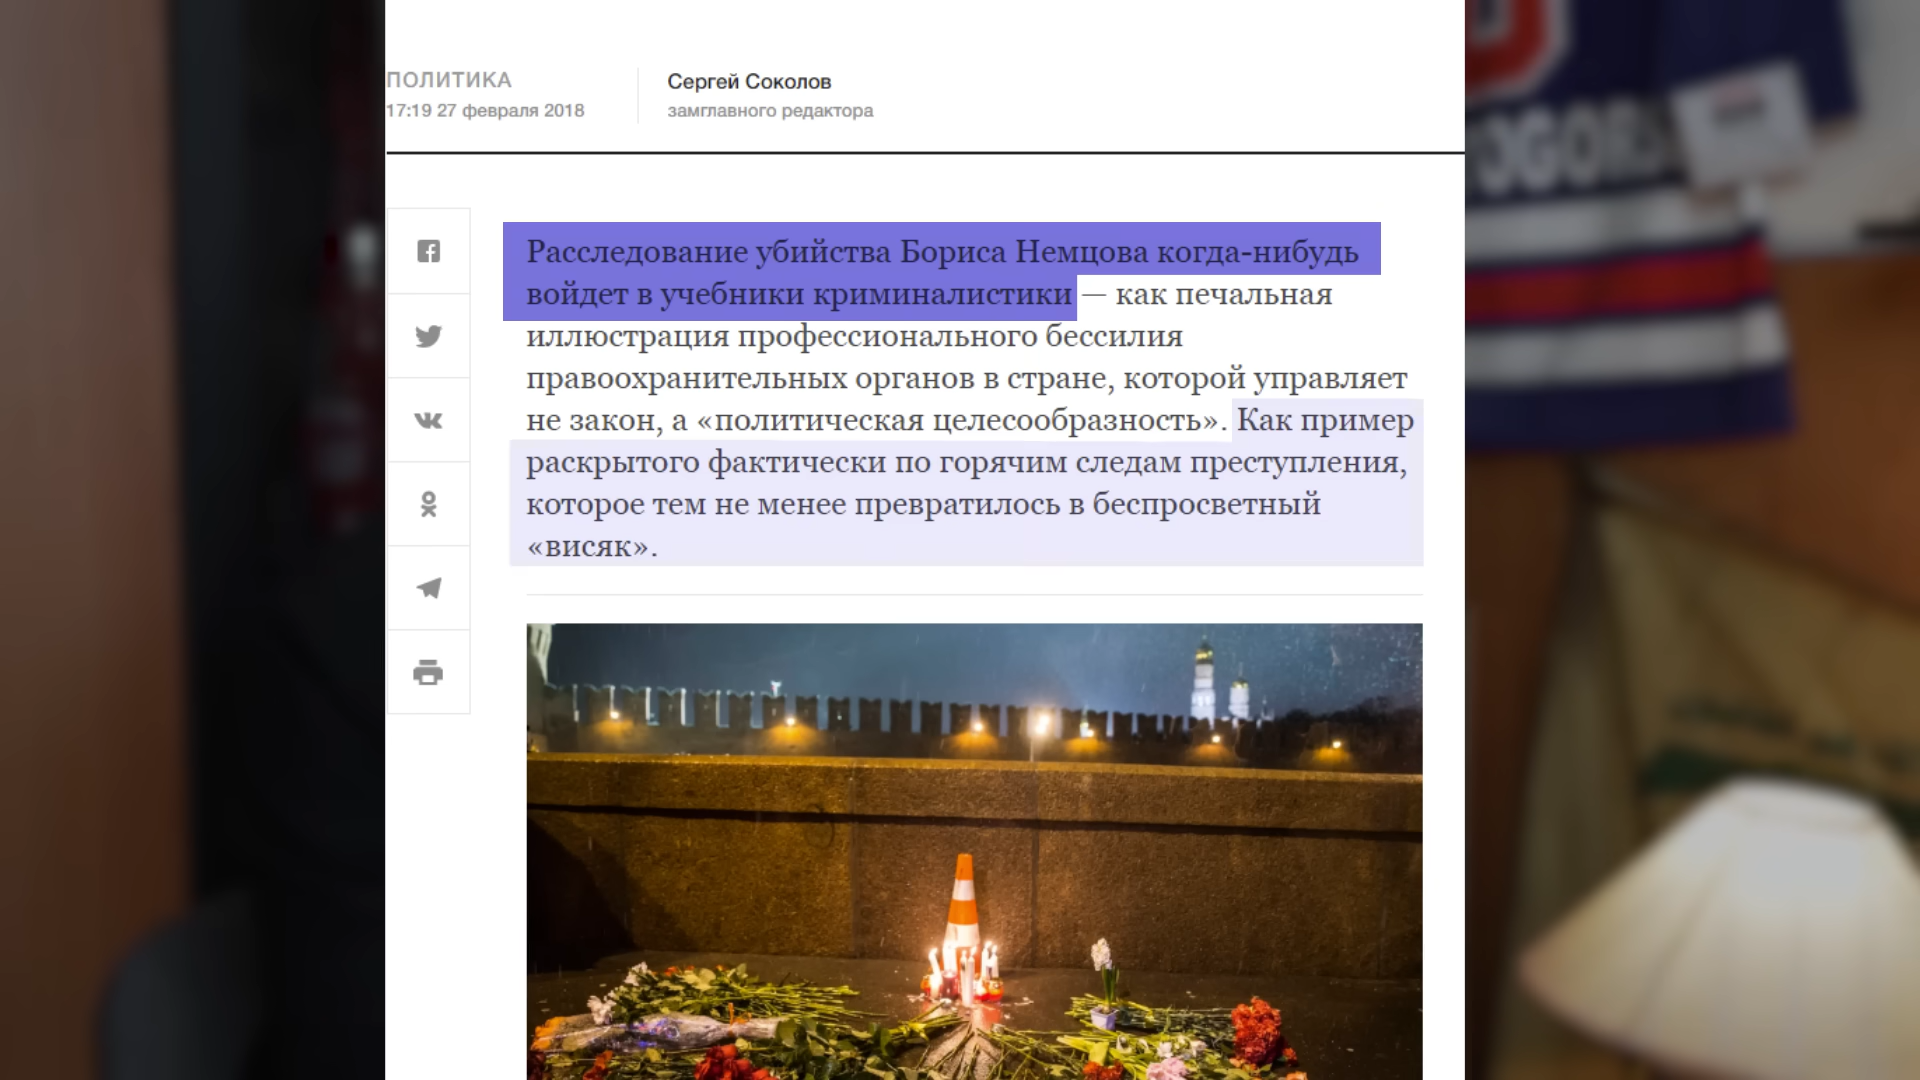 ПОЛИТИКА
17:19 27 февраля 2018
Сергей Соколов
замглавного редактора
Расследование убийства Бориса Немцова когда-нибудь
войдет в учебники криминалистики — как печальная
иллюстрация профессионального бессилия
правоохранительных органов в стране, которой управляет
не закон, а «политическая целесообразность». Как пример
раскрытого фактически по горячим следам преступления,
которое тем не менее превратилось в беспросветный
«висяк».